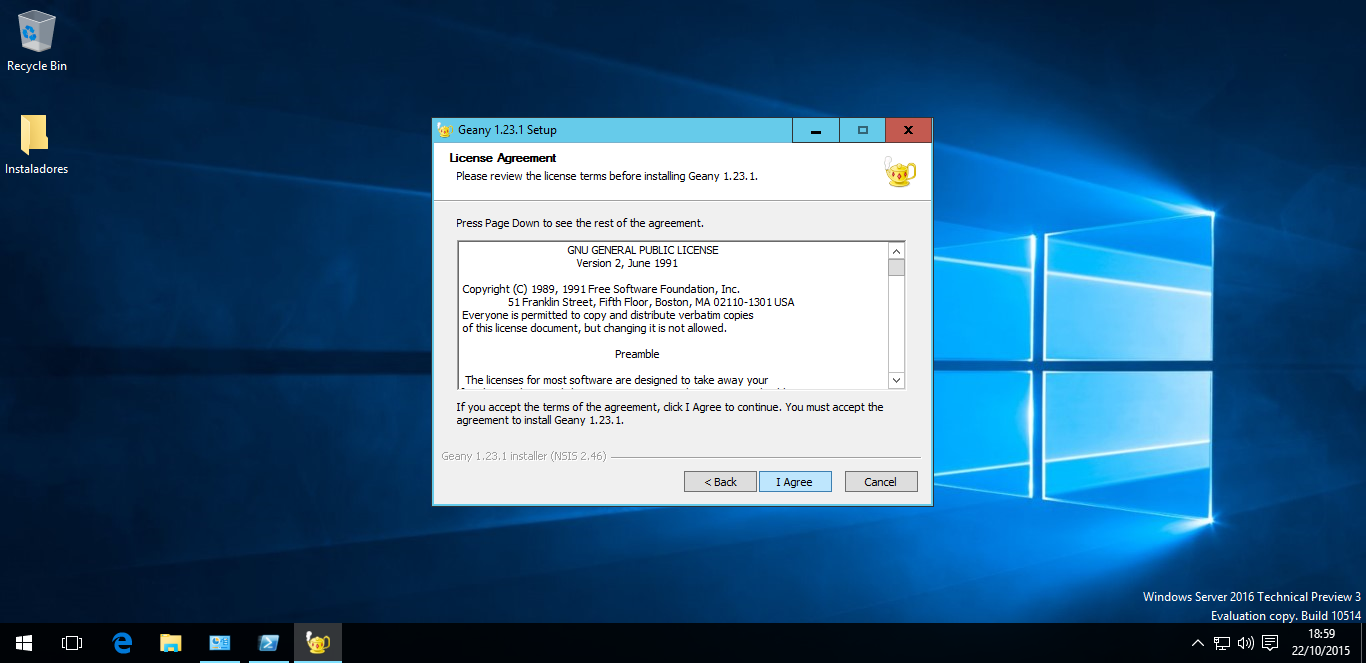 Recycle Bin
Instaladores
Geany 1.23.1 Setup
License Agreement
Please review the license terms before installing Geany 1.23.1.
Press Page Down to see the rest of the agreement.
GNU GENERAL PUBLIC LICENSE
Version 2, June 1991
Copyright (C) 1989, 1991 Free Software Foundation, Inc.
51 Franklin Street, Fifth Floor, Boston, MA 02110-1301 USA
Everyone is permitted to copy and distribute verbatim copies
of this license document, but changing it is not allowed.
Preamble
The licenses for most software are designed to take away your
If you accept the terms of the agreement, click I Agree to continue. You must accept the
agreement to install Geany 1.23.1.
Geany 1.23.1 installer (NSIS 2.46)
< Back
I Agree
Cancel
Windows Server 2016 Technical Preview 3
Evaluation copy. Build 10514
18:59
22/10/2015